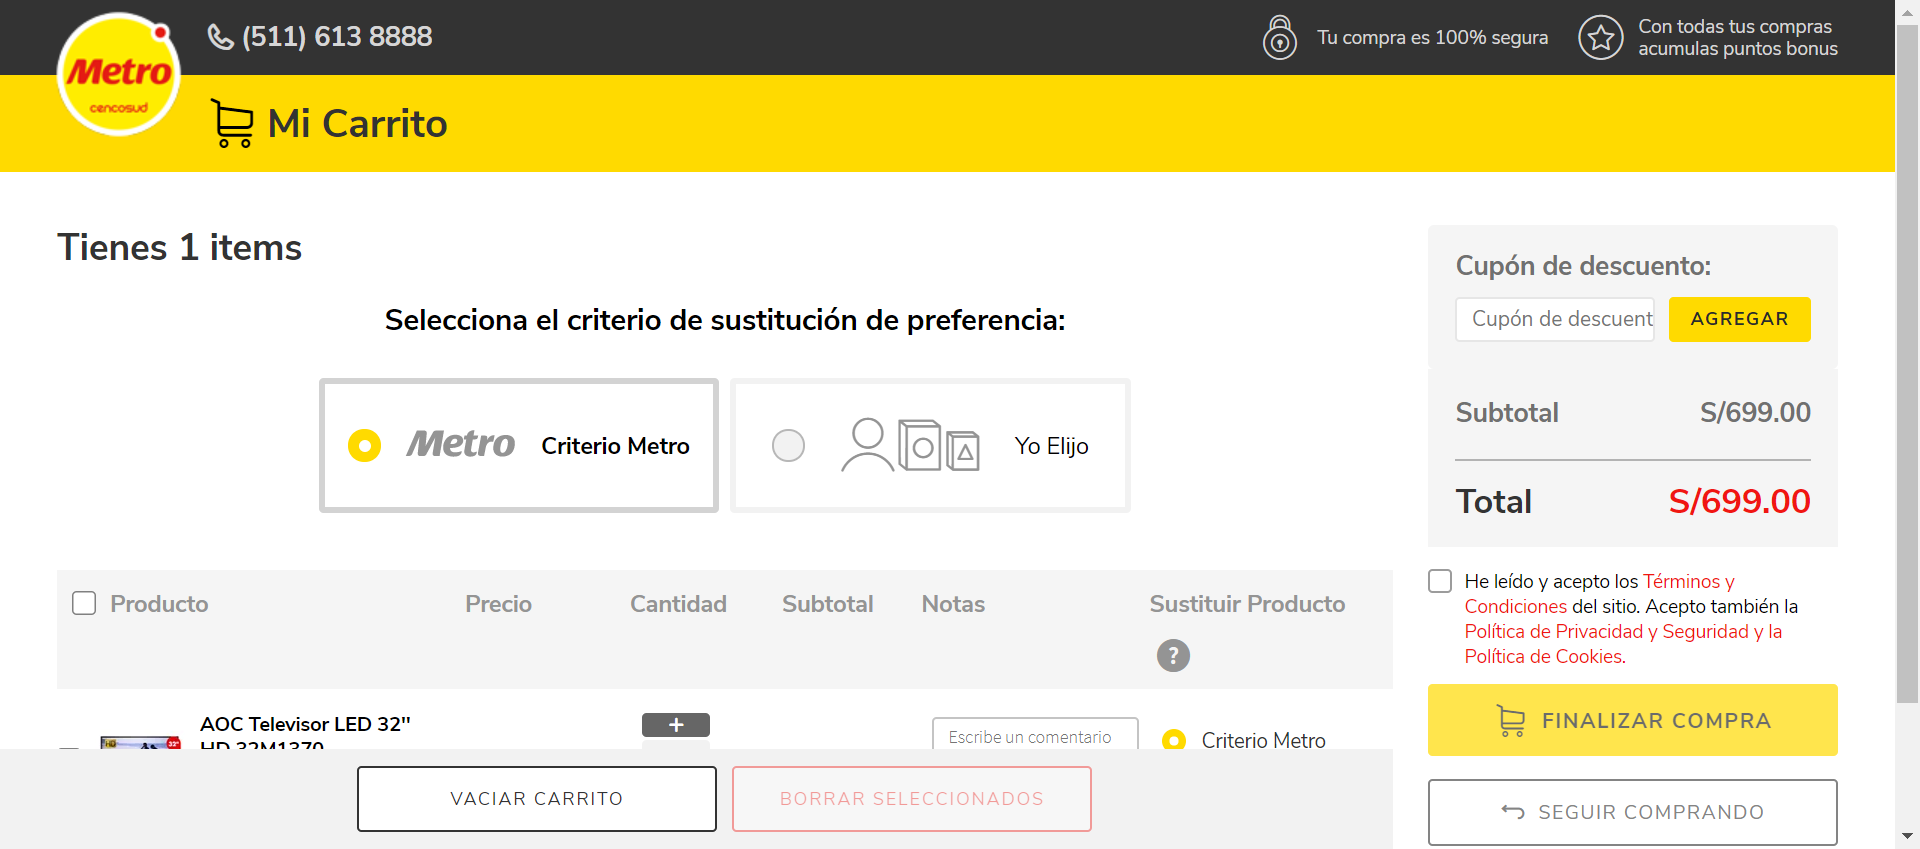 Metro
cencosud
(511) 613 8888
Tu compra es 100% segura
Con todas tus compras
acumulas puntos bonus
Mi Carrito
Tienes 1 items
Selecciona el criterio de sustitución de preferencia:
Metro Criterio Metro
Yo Elijo
Producto Precio Cantidad Subtotal Notas Sustituir Producto
?
AOC Televisor LED 32"
HD 32M1370
HD
32"
+
Escribe un comentario
Criterio Metro
VACIAR CARRITO
BORRAR SELECCIONADOS
Cupón de descuento:
Cupón de descuent
AGREGAR
Subtotal S/699.00
Total S/699.00
He leído y acepto los Términos y
Condiciones del sitio. Acepto también la
Política de Privacidad y Seguridad y la
Política de Cookies.
FINALIZAR COMPRA
SEGUIR COMPRANDO